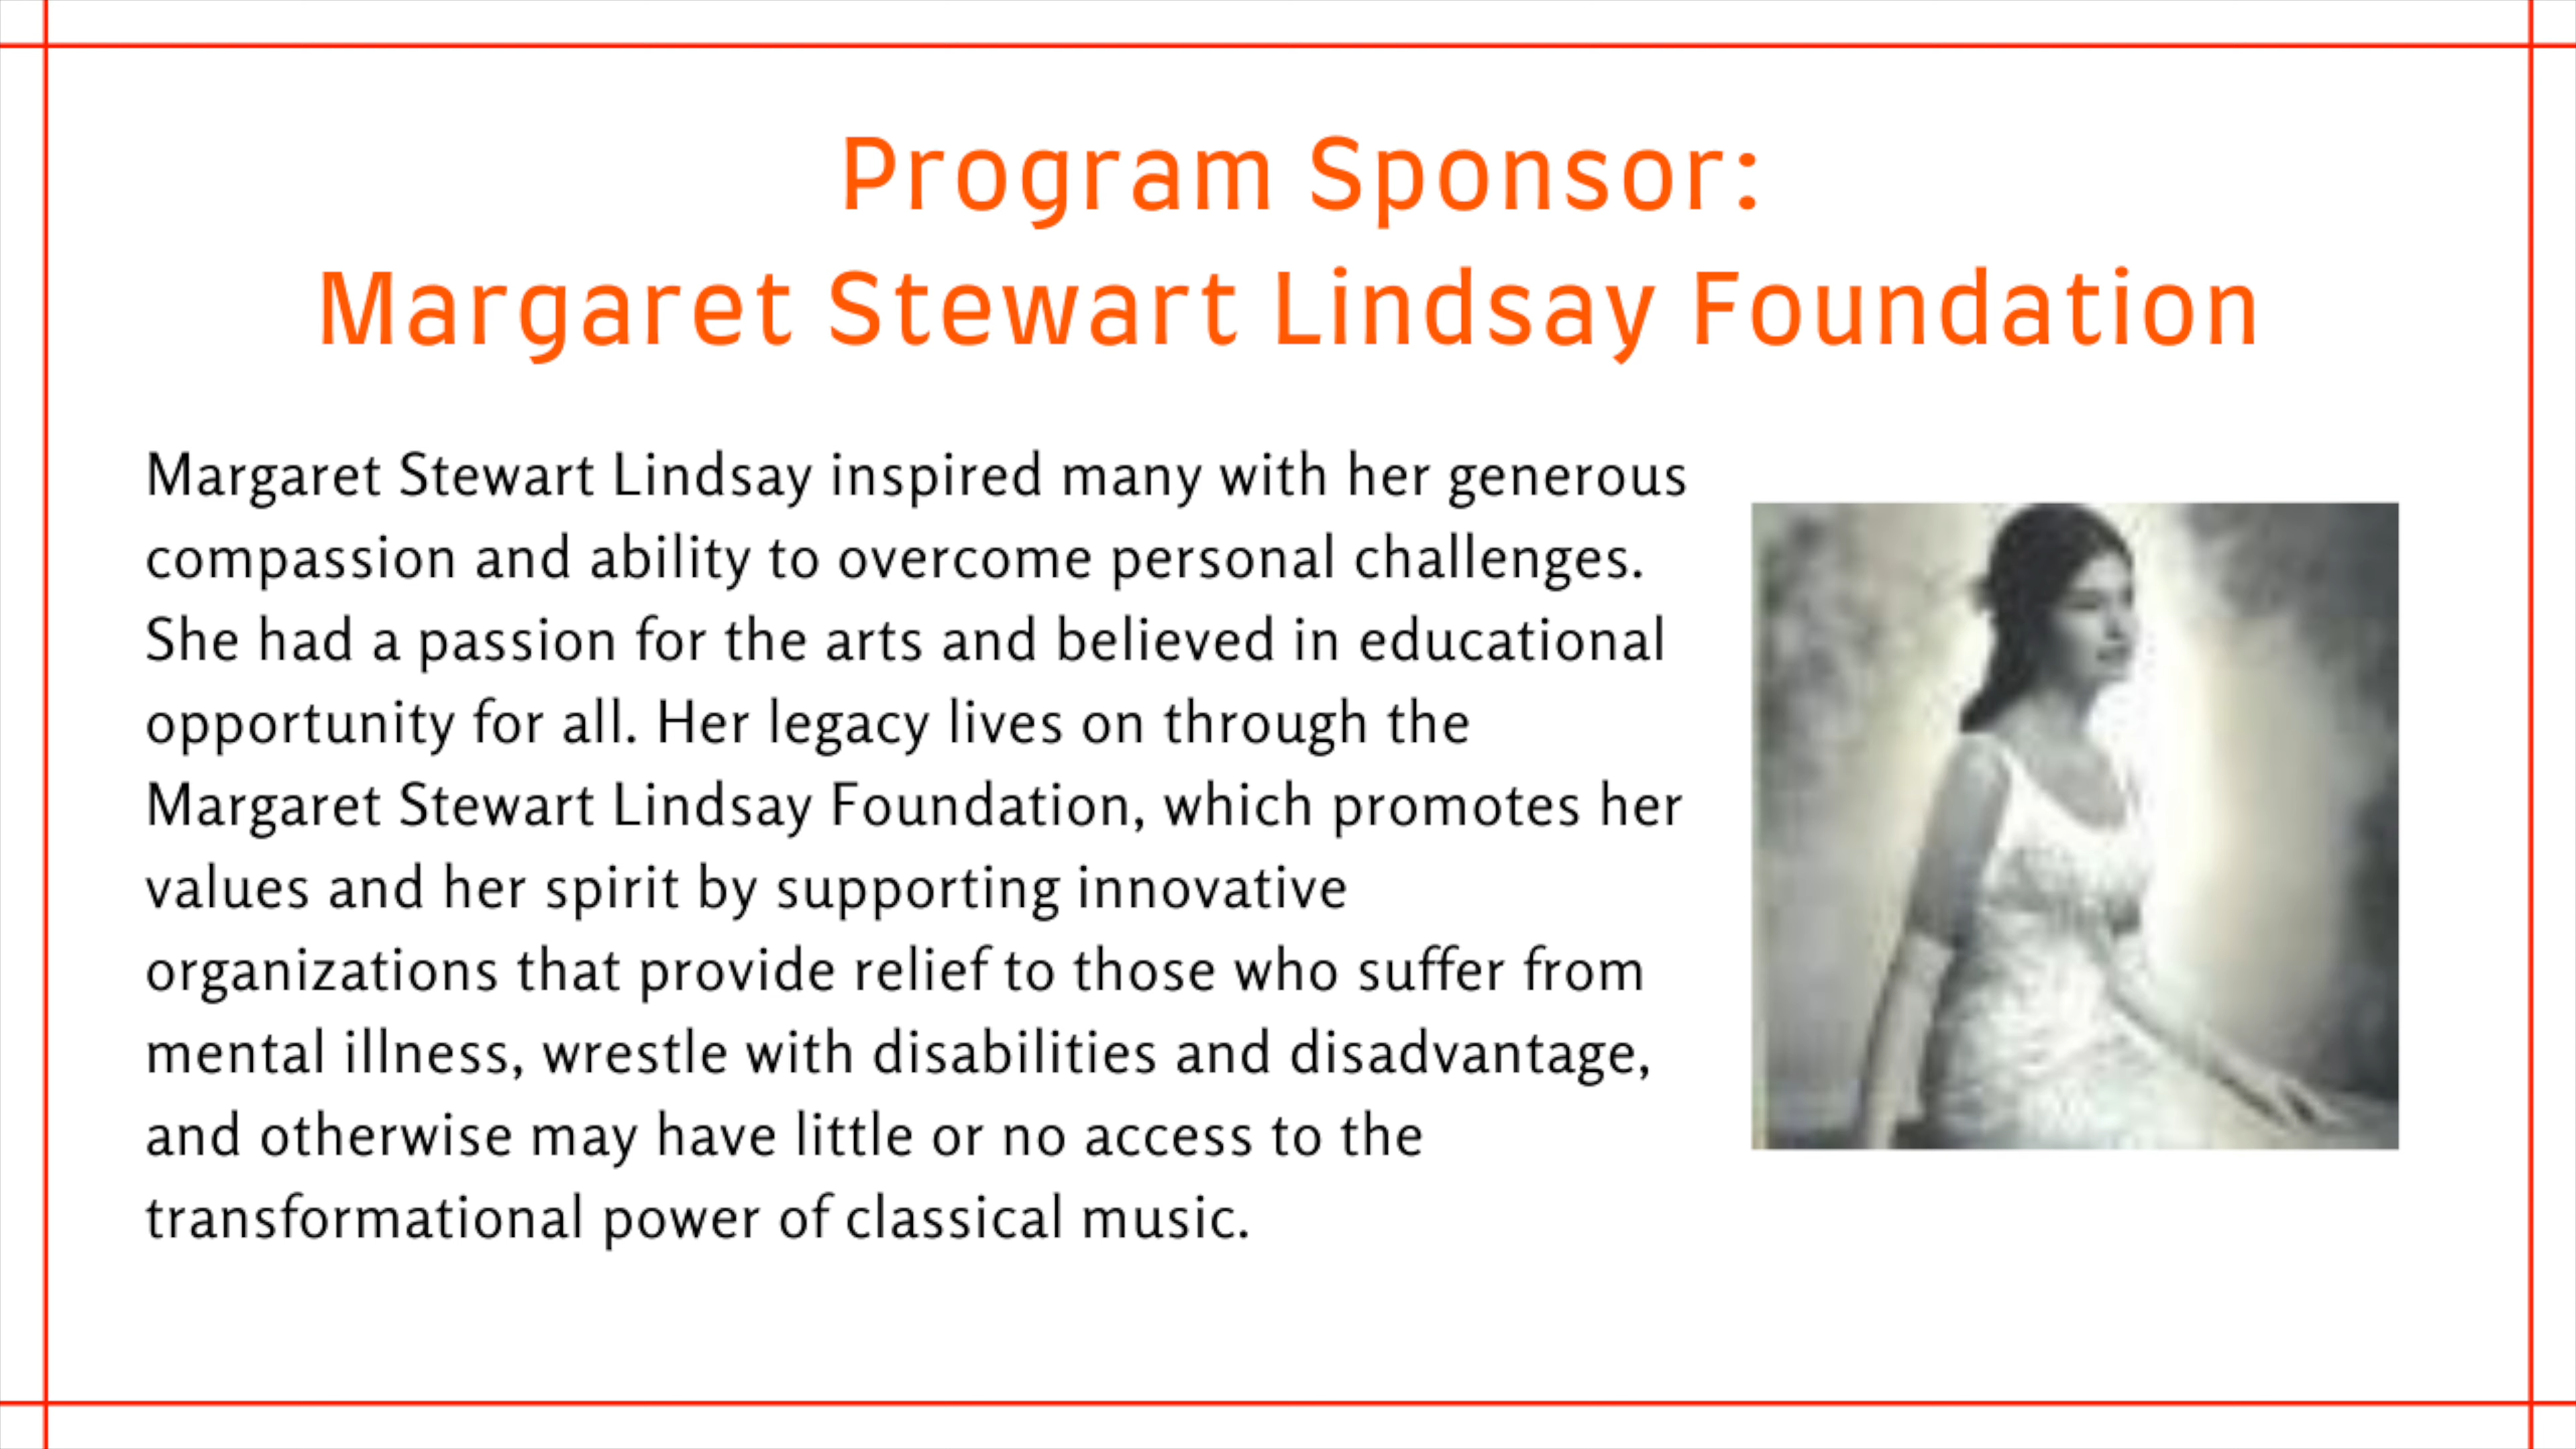 Program Sponsor:
Margaret Stewart Lindsay Foundation
Margaret Stewart Lindsay inspired many with her generous
compassion and ability to overcome personal challenges.
She had a passion for the arts and believed in educational
opportunity for all. Her legacy lives on through the
Margaret Stewart Lindsay Foundation, which promotes her
values and her spirit by supporting innovative
organizations that provide relief to those who suffer from
mental illness, wrestle with disabilities and disadvantage,
and otherwise may have little or no access to the
transformational power of classical music.